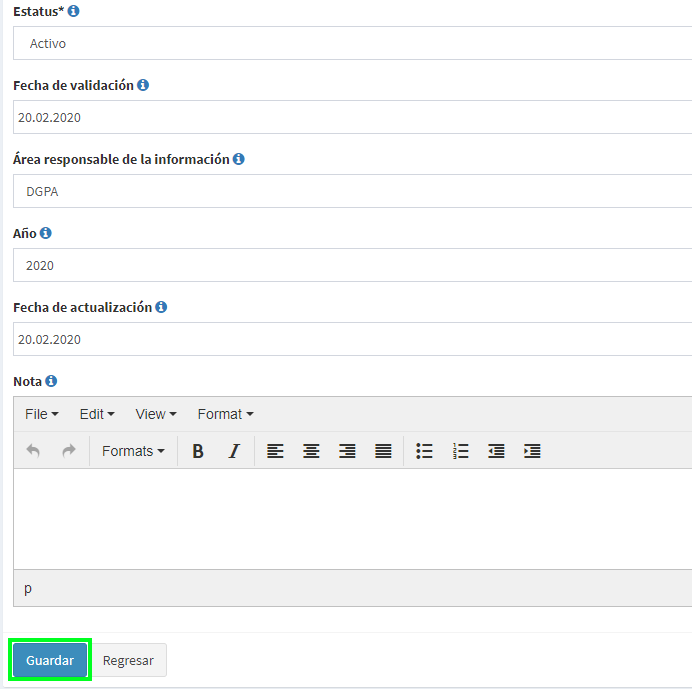 Estatus*
Activo
Fecha de validación
20.02.2020
Área responsable de la información
DGPA
Año
2020
Fecha de actualización
20.02.2020
Nota
File Edit View Format
Formats B I
p
Guardar Regresar